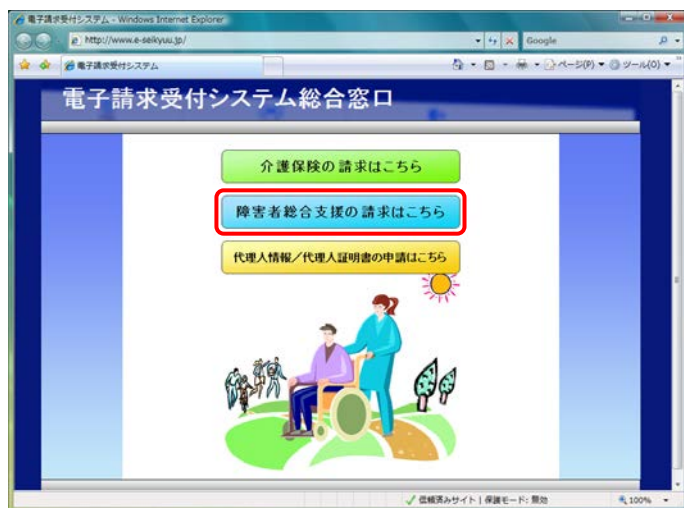 電子請求受付システム - Windows Internet Explorer
http://www.e-seikyuu.jp/
Google
電子請求受付システム
ページ(P)
ツール(O)
電子請求受付システム総合窓口
介護保険の請求はこちら
障害者総合支援の請求はこちら
代理人情報／代理人証明書の申請はこちら
信頼済みサイト | 保護モード: 無効
100%